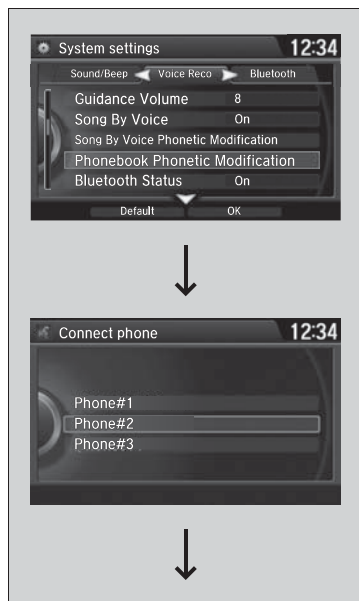 System settings 12:34
Sound/Beep Voice Reco Bluetooth
Guidance Volume 8
Song By Voice On
Song By Voice Phonetic Modification
Phonebook Phonetic Modification
Bluetooth Status On
Default OK
Connect phone 12:34
Phone#1
Phone#2
Phone#3